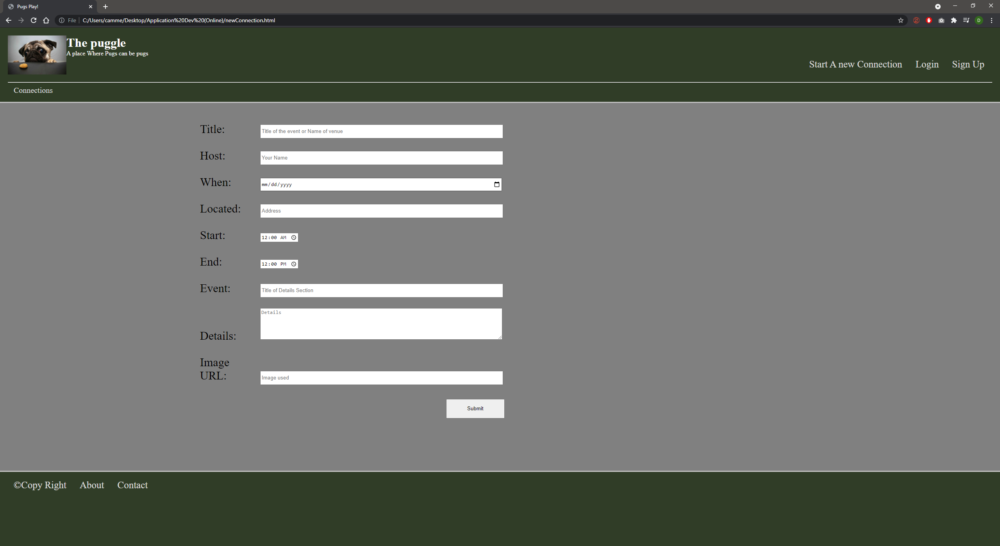 Pugs Play!
File C:/Users/camme/Desktop/Application%20Dev%20(Online)/newConnection.html
D
The puggle
A place Where Pugs can be pugs
Start A new Connection Login Sign Up
Connections
Title: Title of the event or Name of venue
Host: Your Name
When: mm/dd/yyyy
Located: Address
Start: 12:00 AM
End: 12:00 PM
Event: Title of Details Section
Details
Details:
Image
URL: Image used
Submit
©Copy Right About Contact